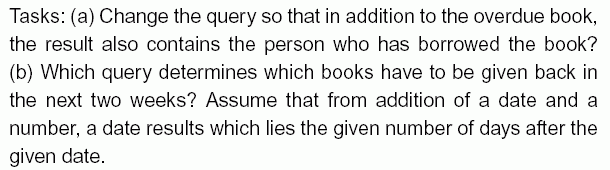 Tasks: (a) Change the query so that in addition to the overdue book,
the result also contains the person who has borrowed the book?
(b) Which query determines which books have to be given back in
the next two weeks? Assume that from addition of a date and a
number, a date results which lies the given number of days after the
given date.